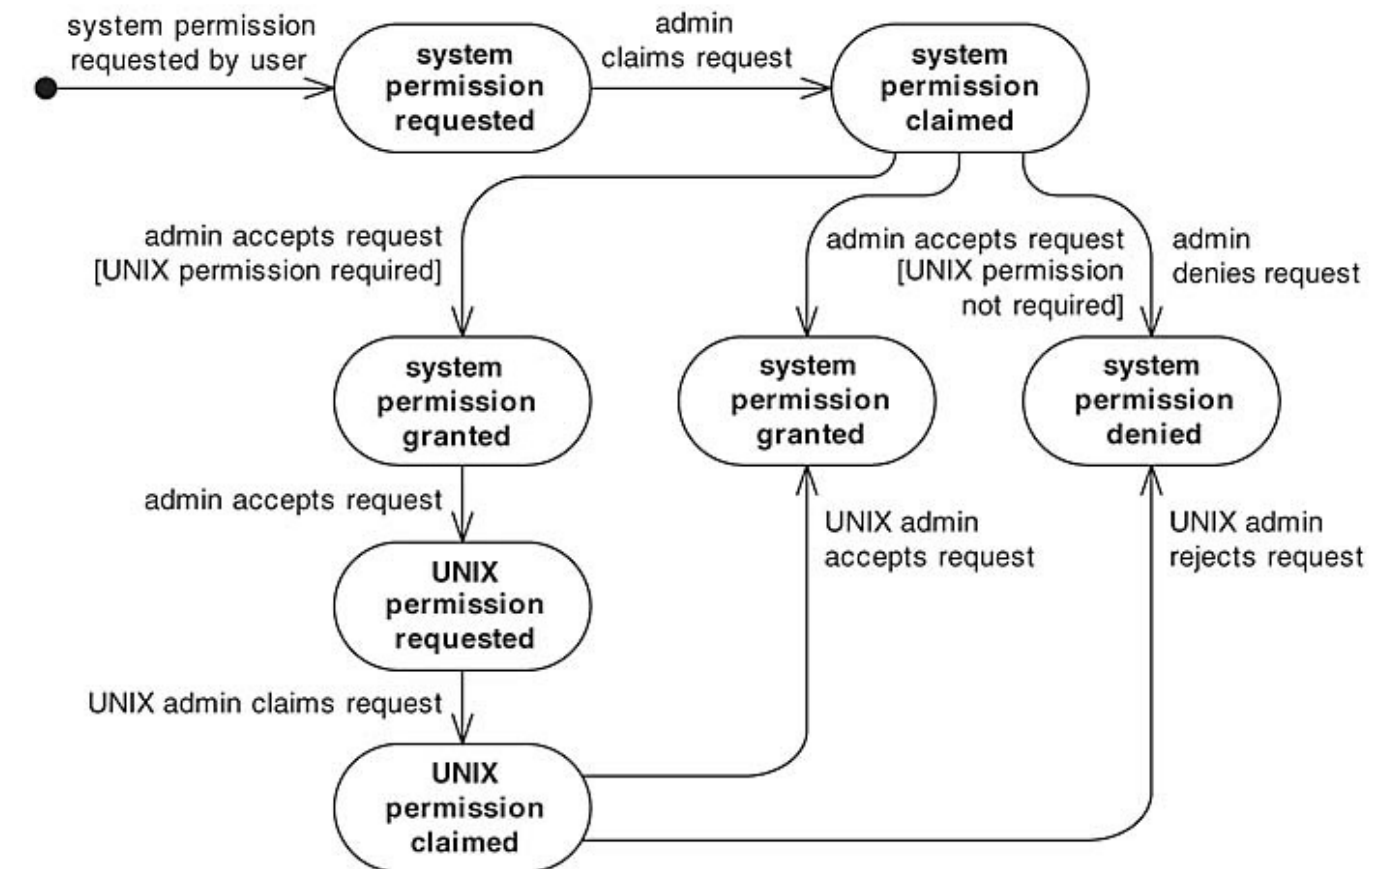 system permission
requested by user
system
permission
requested
admin
claims request
system
permission
claimed
admin accepts request
[UNIX permission required]
admin accepts request
[UNIX permission
not required]
admin
denies request
system
permission
granted
system
permission
granted
system
permission
denied
admin accepts request
UNIX
permission
requested
UNIX admin
accepts request
UNIX admin
rejects request
UNIX admin claims request
UNIX
permission
claimed